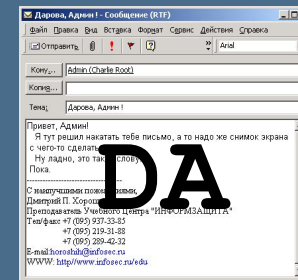 Дарова, Админ ! - Сообщение (RTF)
Файл Правка Вид Вставка Формат Сервис Действия Справка
Отправить Arial
Кому... Admin (Charlie Root)
Копия...
Тема: Дарова, Админ !
Привет, Админ!
Я тут решил накатать тебе письмо, а то надо же снимок экрана
с чего-то сделать
Ну ладно, это так
Пока.
DA
С наилучшими
Дмитрий П.
Преподаватель Учебного Центра "ИНФОРМЗАЩИТА"
Тел/факс +7 (095) 937-33-85
+7 (095) 219-31-88
+7 (095) 289-42-32
E-mail:horoshih@infosec.ru
WWW: http//www.infosec.ru/edu